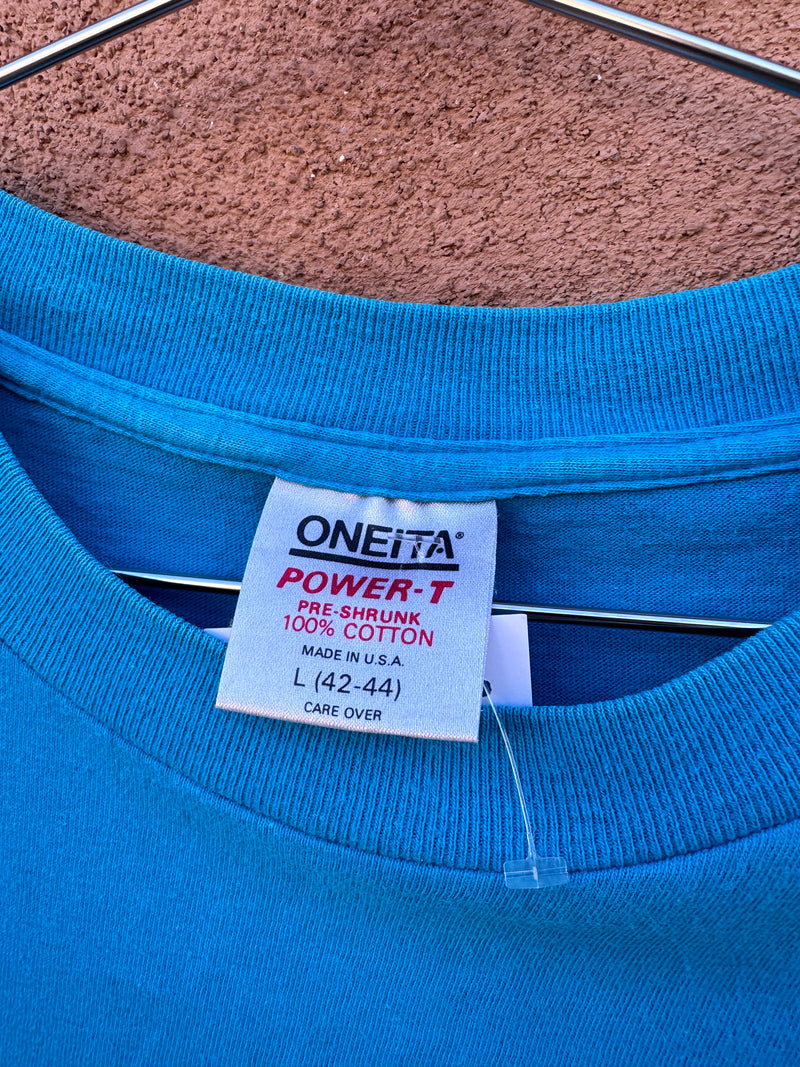 ONEITA®
POWER-T
PRE-SHRUNK
100% COTTON
MADE IN U.S.A.
L (42-44)
CARE OVER